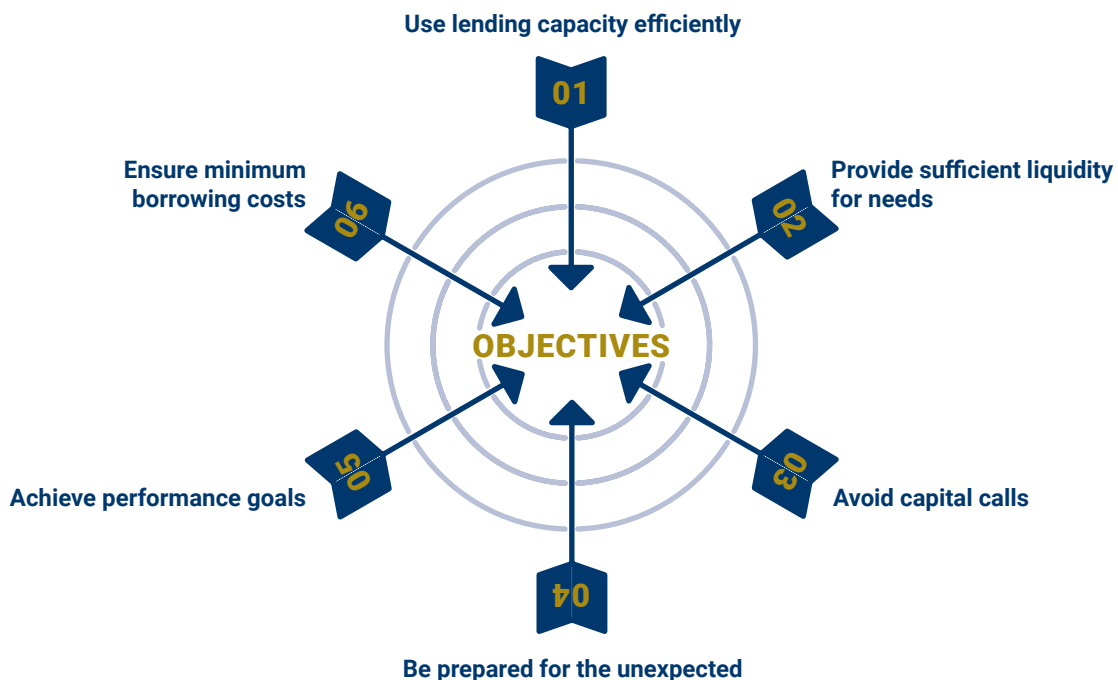 Use lending capacity efficiently
01
Provide sufficient liquidity
for needs
02
Avoid capital calls
03
Be prepared for the unexpected
04
Achieve performance goals
05
Ensure minimum
borrowing costs
06
OBJECTIVES